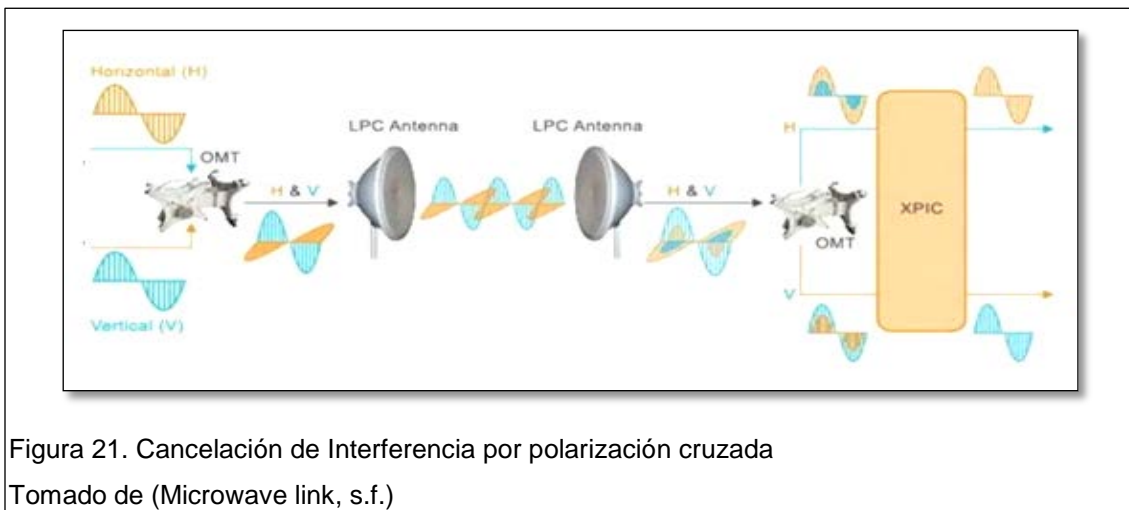 Horizontal (H)
OMT
LPC Antenna
LPC Antenna
H & V
H & V
H
XPIC
OMT
V
Vertical (V)
Figura 21. Cancelación de Interferencia por polarización cruzada
Tomado de (Microwave link, s.f.)